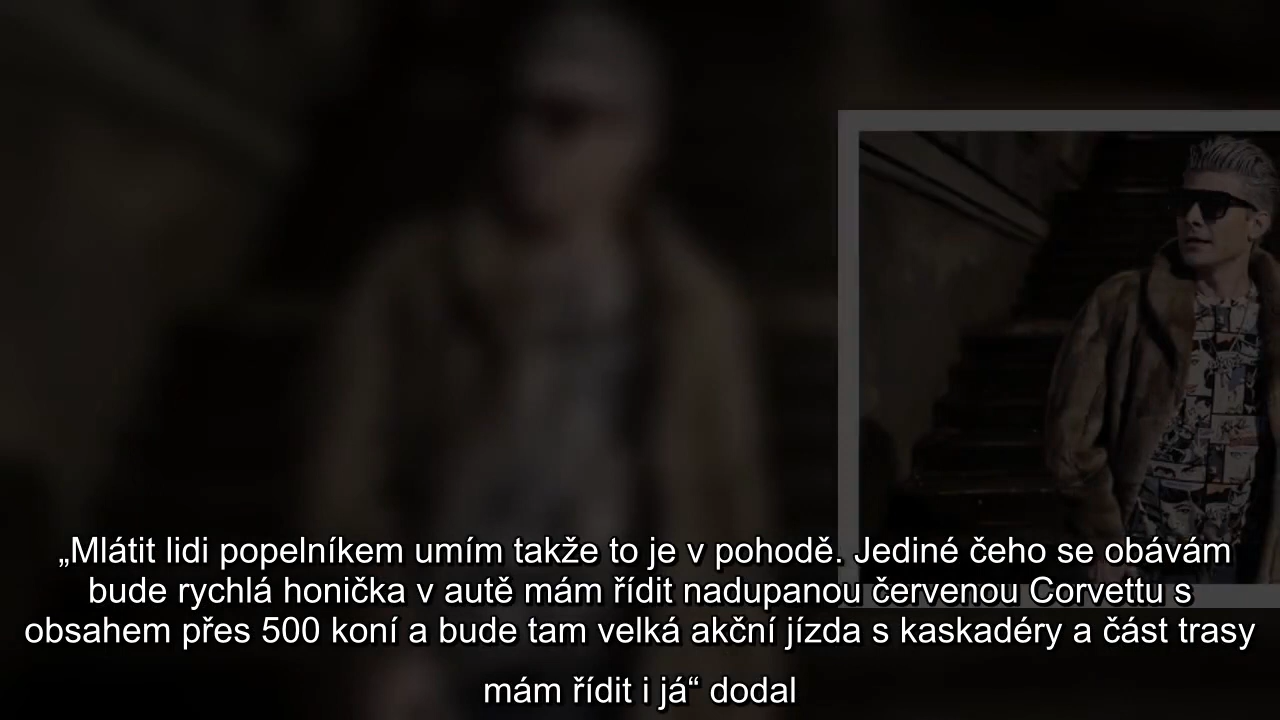 „Mlátit lidi popelníkem umím takže to je v pohodě. Jediné čeho se obávám
bude rychlá honička v autě mám řídit nadupanou červenou Corvettu s
obsahem přes 500 koní a bude tam velká akční jízda s kaskadéry a část trasy
mám řídit i já“ dodal